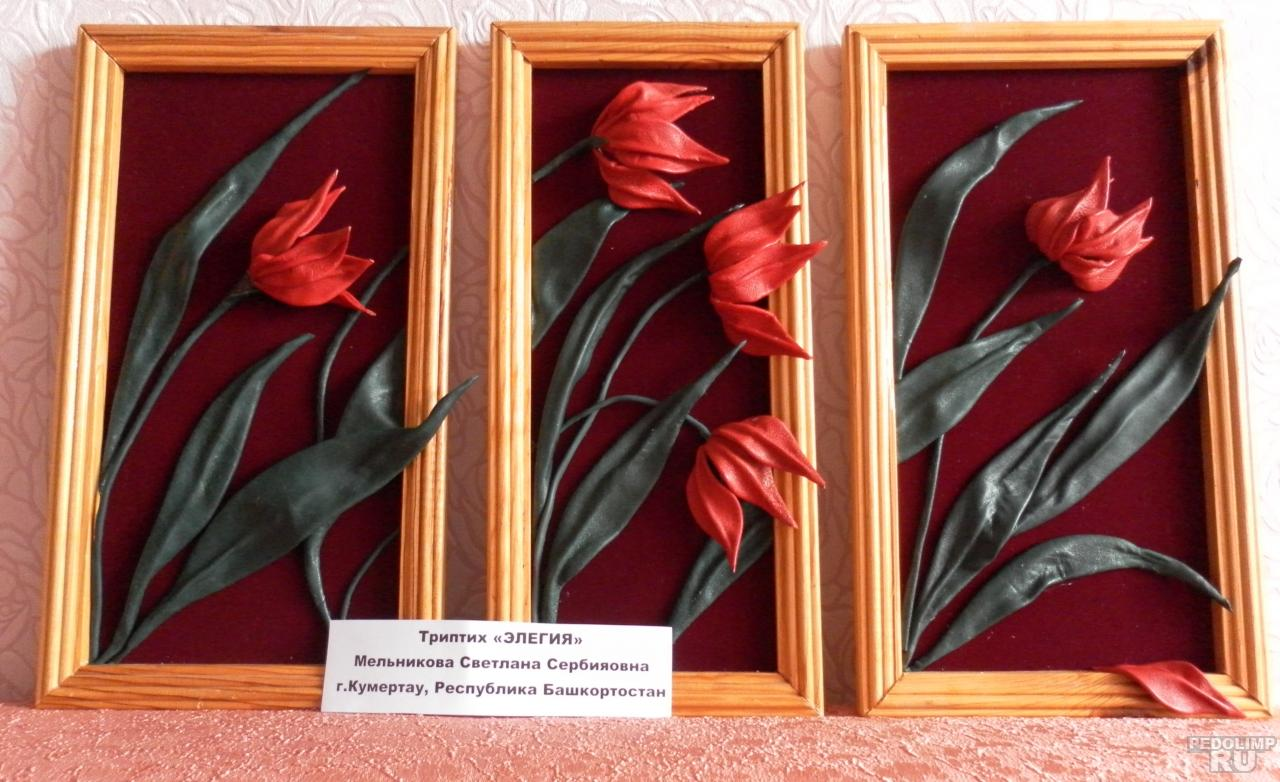 Триптих «ЭЛЕГИЯ»
Мельникова Светлана Сербияовна
г.Кумертау, Республика Башкортостан
PEDOLIMP
RU